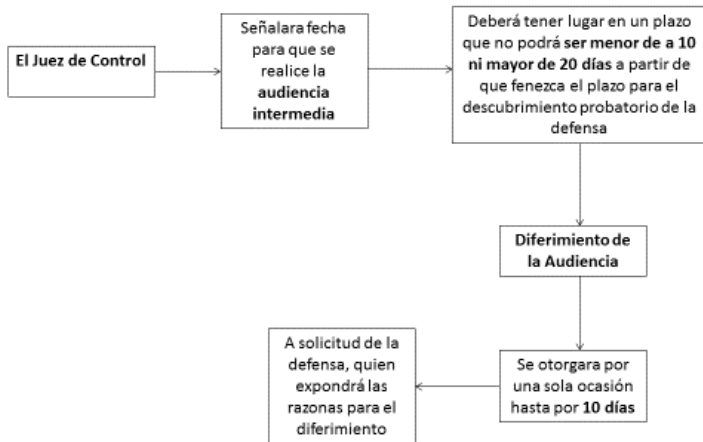 El Juez de Control
Señalara fecha
para que se
realice la
audiencia
intermedia
Deberá tener lugar en un plazo
que no podrá ser menor de a 10
ni mayor de 20 días a partir de
que fenezca el plazo para el
descubrimiento probatorio de la
defensa
Diferimiento de
la Audiencia
Se otorgara por
una sola ocasión
hasta por 10 días
A solicitud de la
defensa, quien
expondrá las
razonas para el
diferimiento